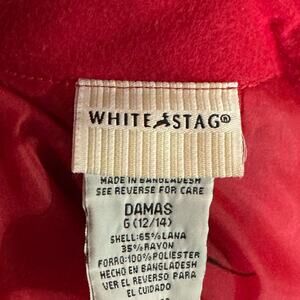 WHITE STAG®
MADE IN BANGLADESH
SEE REVERSE FOR CARE
DAMAS
G (12/14)
SHELL:65%LANA
35%RAYON
FORRO:100%POLIESTER
HECHO EN BANGLADESH
VER EL REVERSO PARA
EL CUIDADO